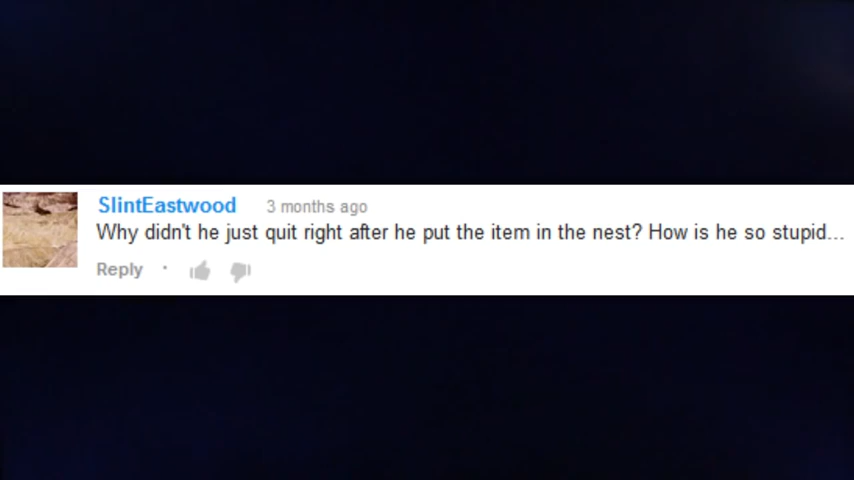 SlintEastwood 3 months ago
Why didn't he just quit right after he put the item in the nest? How is he so stupid...
Reply ·